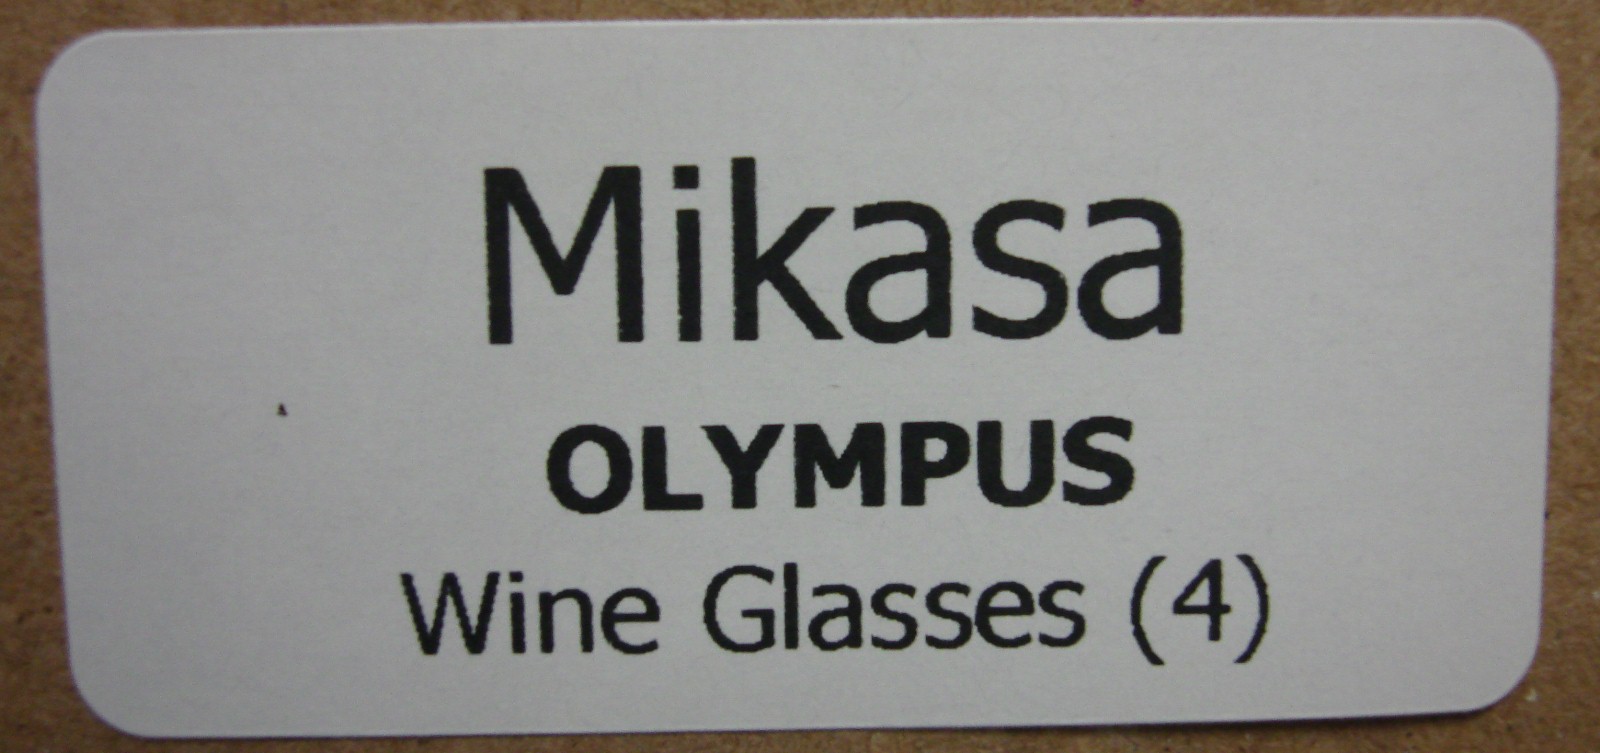 Mikasa
OLYMPUS
Wine Glasses (4)